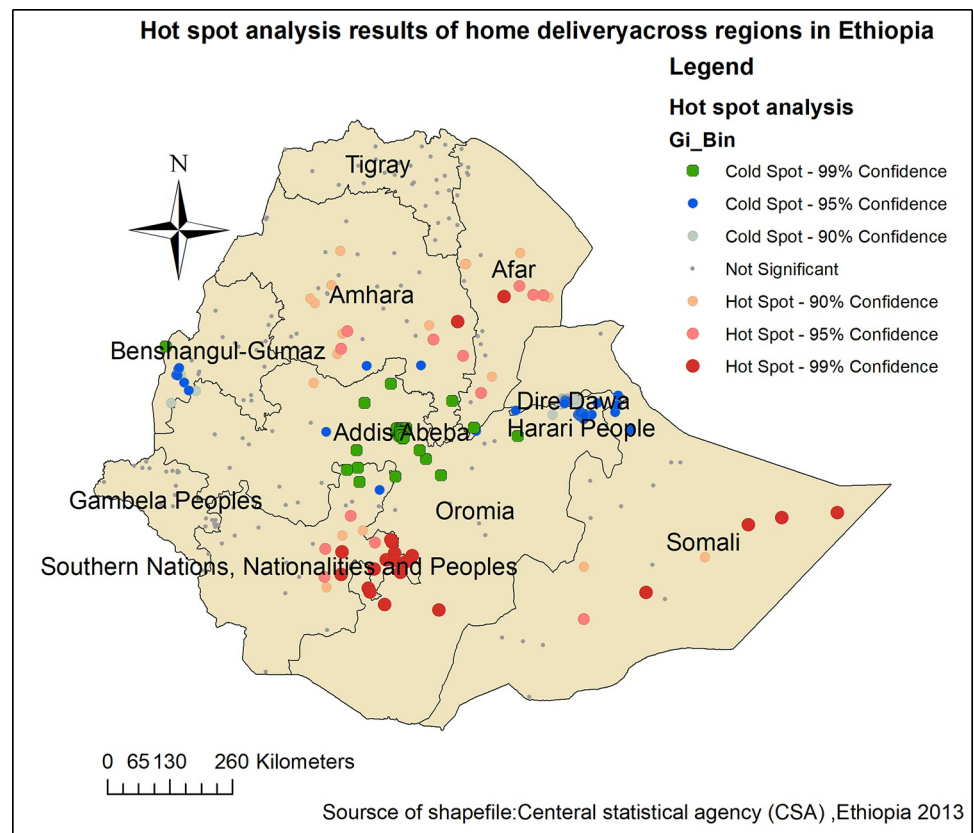 Hot spot analysis results of home deliveryacross regions in Ethiopia
Legend
Hot spot analysis
Gi_Bin
Cold Spot - 99% Confidence
Cold Spot - 95% Confidence
Cold Spot - 90% Confidence
Not Significant
Hot Spot - 90% Confidence
Hot Spot - 95% Confidence
Hot Spot - 99% Confidence
N
Tigray
Afar
Amhara
Benshangul-Gumaz
Dire Dawa
Addis Abeba
Harari People
Gambela Peoples
Oromia
Somali
Southern Nations, Nationalities and Peoples
0 65 130 260 Kilometers
Soursce of shapefile:Centeral statistical agency (CSA) ,Ethiopia 2013